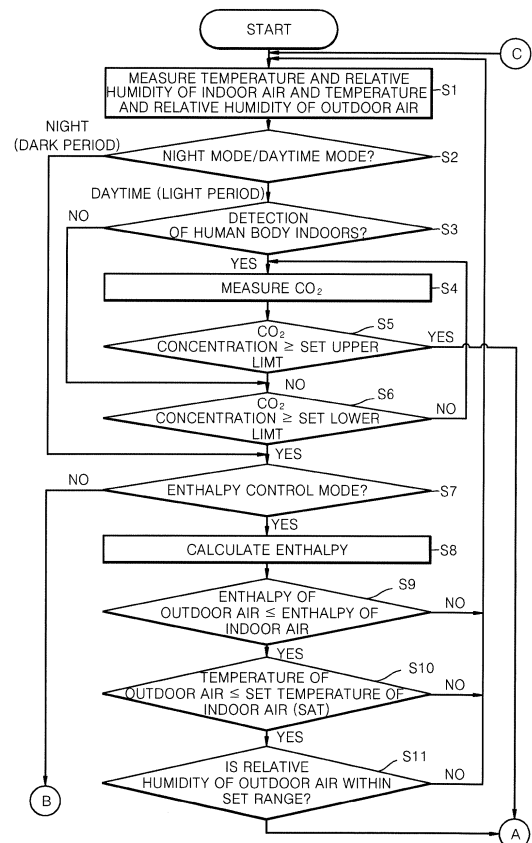 START
C
MEASURE TEMPERATURE AND RELATIVE
HUMIDITY OF INDOOR AIR AND TEMPERATURE
AND RELATIVE HUMIDITY OF OUTDOOR AIR
S1
NIGHT
(DARK PERIOD)
NIGHT MODE/DAYTIME MODE?
S2
DAYTIME (LIGHT PERIOD)
NO
DETECTION
OF HUMAN BODY INDOORS?
S3
YES
MEASURE CO₂
S4
S5
CO₂
CONCENTRATION ≥ SET UPPER
LIMT
YES
NO
S6
CO₂
CONCENTRATION ≥ SET LOWER
LIMT
NO
YES
NO
ENTHALPY CONTROL MODE?
S7
YES
CALCULATE ENTHALPY
S8
S9
ENTHALPY OF
OUTDOOR AIR ≤ ENTHALPY OF
INDOOR AIR
NO
YES
S10
TEMPERATURE OF
OUTDOOR AIR ≤ SET TEMPERATURE OF
INDOOR AIR (SAT)
NO
YES
S11
IS RELATIVE
HUMIDITY OF OUTDOOR AIR WITHIN
SET RANGE?
NO
B
A